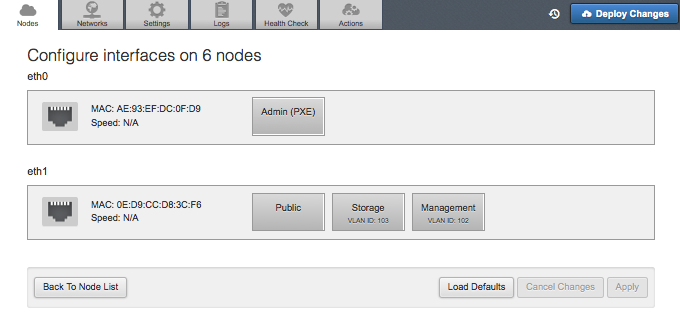 Nodes
Networks
Settings
Logs
Health Check
Actions
Deploy Changes
Configure interfaces on 6 nodes
eth0
MAC: AE:93:EF:DC:0F:D9
Speed: N/A
Admin (PXE)
eth1
MAC: 0E:D9:CC:D8:3C:F6
Speed: N/A
Public
Storage
VLAN ID: 103
Management
VLAN ID: 102
Back To Node List
Load Defaults
Cancel Changes
Apply